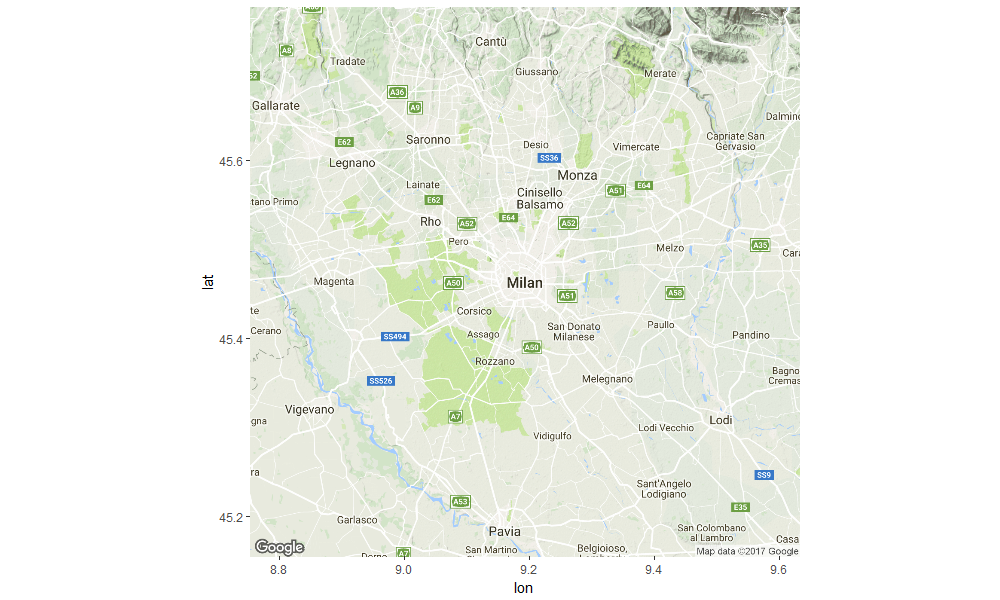 Cantù
A8
Tradate
Giussano
Merate
52
A36
Gallarate
A9
Dalmine
Saronno
Capriate San
Gervasio
E62
Desio
Vimercate
SS36
45.6
Legnano
Monza
Lainate
A51
E64
Cinisello
Balsamo
tano Primo
E62
E64
Rho
A52
A52
Pero
Melzo
A35
Cara
lat
Magenta
A50
Milan
A51
A58
te
Corsico
Cerano
San Donato
Milanese
Paullo
45.4
SS494
Assago
Pandino
A50
Rozzano
Bagno
Cremas
SS526
Melegnano
Vigevano
A7
gna
Lodi
Lodi Vecchio
Vidigulfo
ra
SS9
Sant'Angelo
Lodigiano
A53
E35
45.2
Garlasco
Pavia
San Colombano
al Lambro
Casa
Google
A7
San Martino
Belgioioso,
Map data ©2017 Google
8.8
9.0
9.2
9.4
9.6
lon